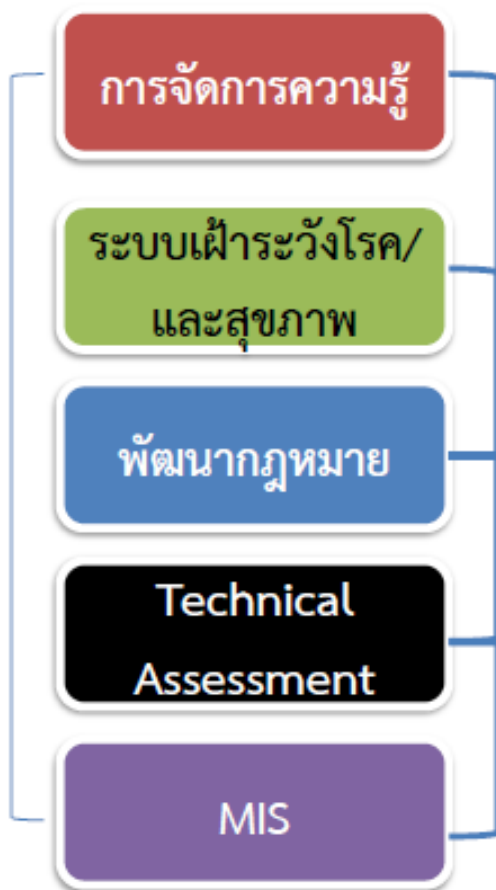 การจัดการความรู้
ระบบเฝ้าระวังโรค/
และสุขภาพ
พัฒนากฎหมาย
Technical
Assessment
MIS